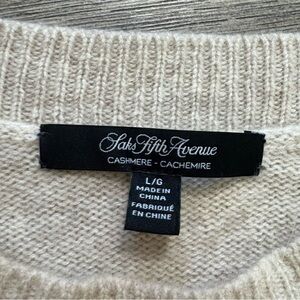 Saks Fifth Avenue
CASHMERE - CACHEMIRE
L/G
MADE IN
CHINA
FABRIQUÉ
EN CHINE